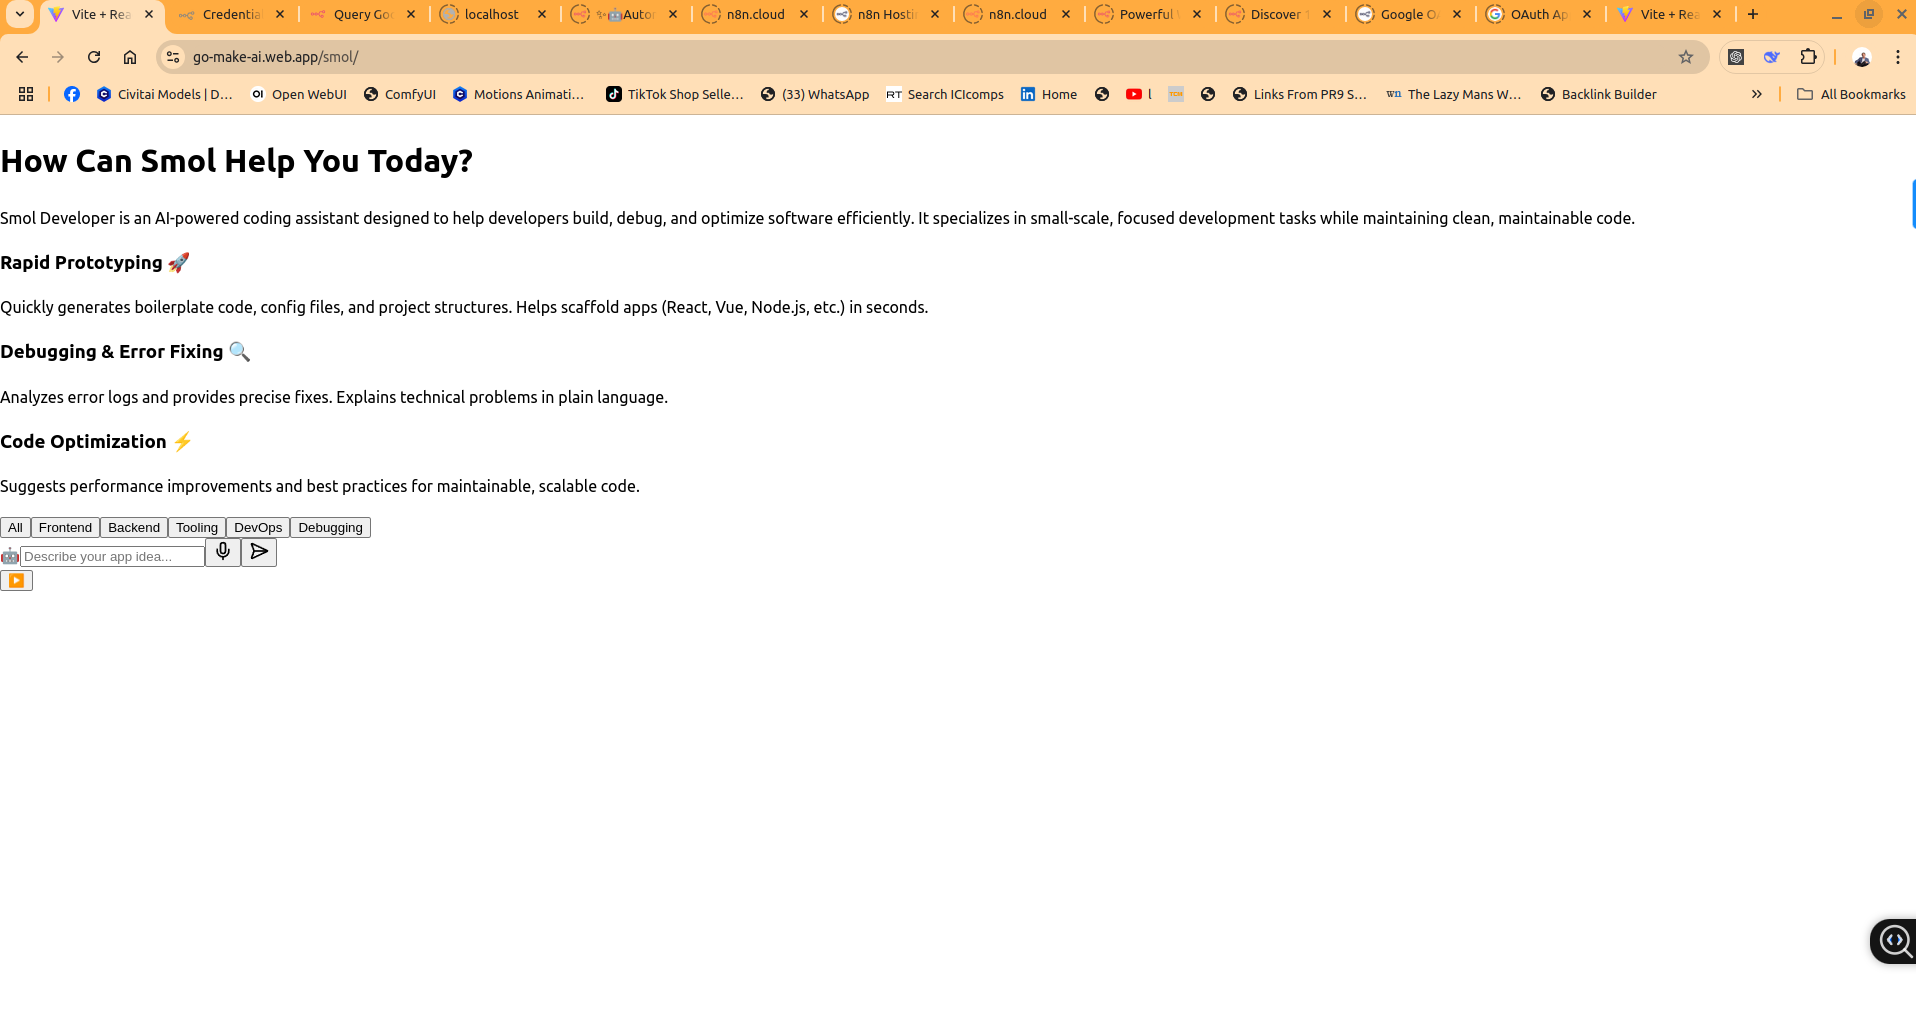 Vite + Rea
Credential
Query Goo
localhost
✨🤖Autor
n8n.cloud
n8n Hostin
n8n.cloud
Powerful
Discover
Google O
OAuth Ap
Vite + Rea
go-make-ai.web.app/smol/
Civitai Models | D...
OI Open WebUI
ComfyUI
Motions Animati...
TikTok Shop Selle...
(33) WhatsApp
RT Search ICIcomps
Home
l
Links From PR9 S...
wn The Lazy Mans W...
Backlink Builder
All Bookmarks
How Can Smol Help You Today?
Smol Developer is an AI-powered coding assistant designed to help developers build, debug, and optimize software efficiently. It specializes in small-scale, focused development tasks while maintaining clean, maintainable code.
Rapid Prototyping 🚀
Quickly generates boilerplate code, config files, and project structures. Helps scaffold apps (React, Vue, Node.js, etc.) in seconds.
Debugging & Error Fixing 🔍
Analyzes error logs and provides precise fixes. Explains technical problems in plain language.
Code Optimization ⚡
Suggests performance improvements and best practices for maintainable, scalable code.
All Frontend Backend Tooling DevOps Debugging
🤖 Describe your app idea...